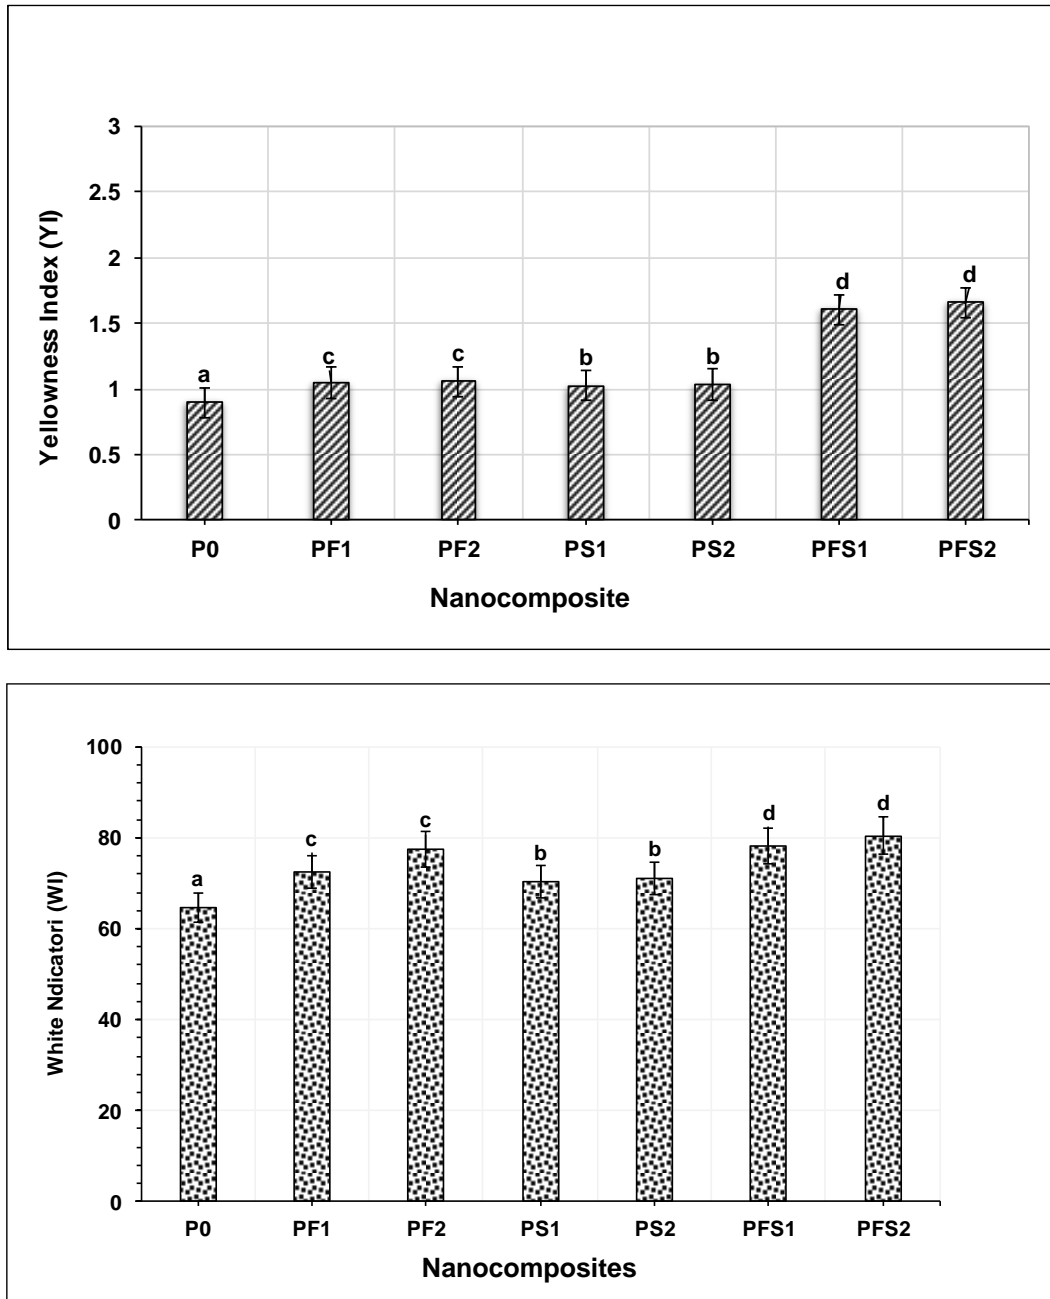 3
2.5
2
1.5
1
0.5
0
Yellowness Index (YI)
a
c
c
b
b
d
d
P0 PF1 PF2 PS1 PS2 PFS1 PFS2
Nanocomposite
100
80
60
40
20
0
White Ndicatori (WI)
a
c
c
b
b
d
d
P0 PF1 PF2 PS1 PS2 PFS1 PFS2
Nanocomposites